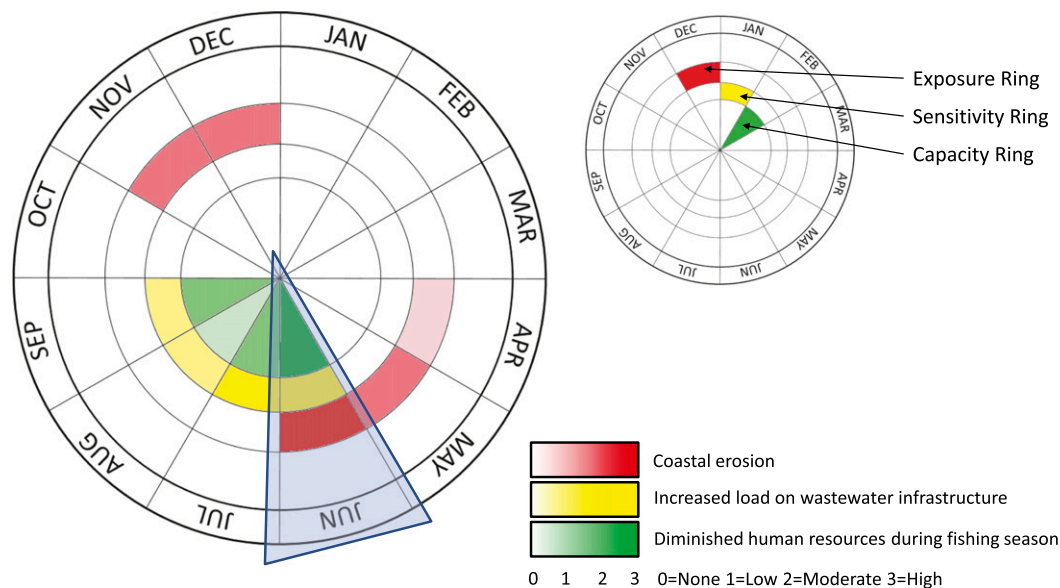 JAN
FEB
MAR
APR
MAY
JUN
JUL
AUG
SEP
OCT
NOV
DEC
JAN
FEB
MAR
APR
MAY
JUN
JUL
AUG
SEP
OCT
NOV
DEC
Exposure Ring
Sensitivity Ring
Capacity Ring
Coastal erosion
Increased load on wastewater infrastructure
Diminished human resources during fishing season
0 1 2 3 0=None 1=Low 2=Moderate 3=High